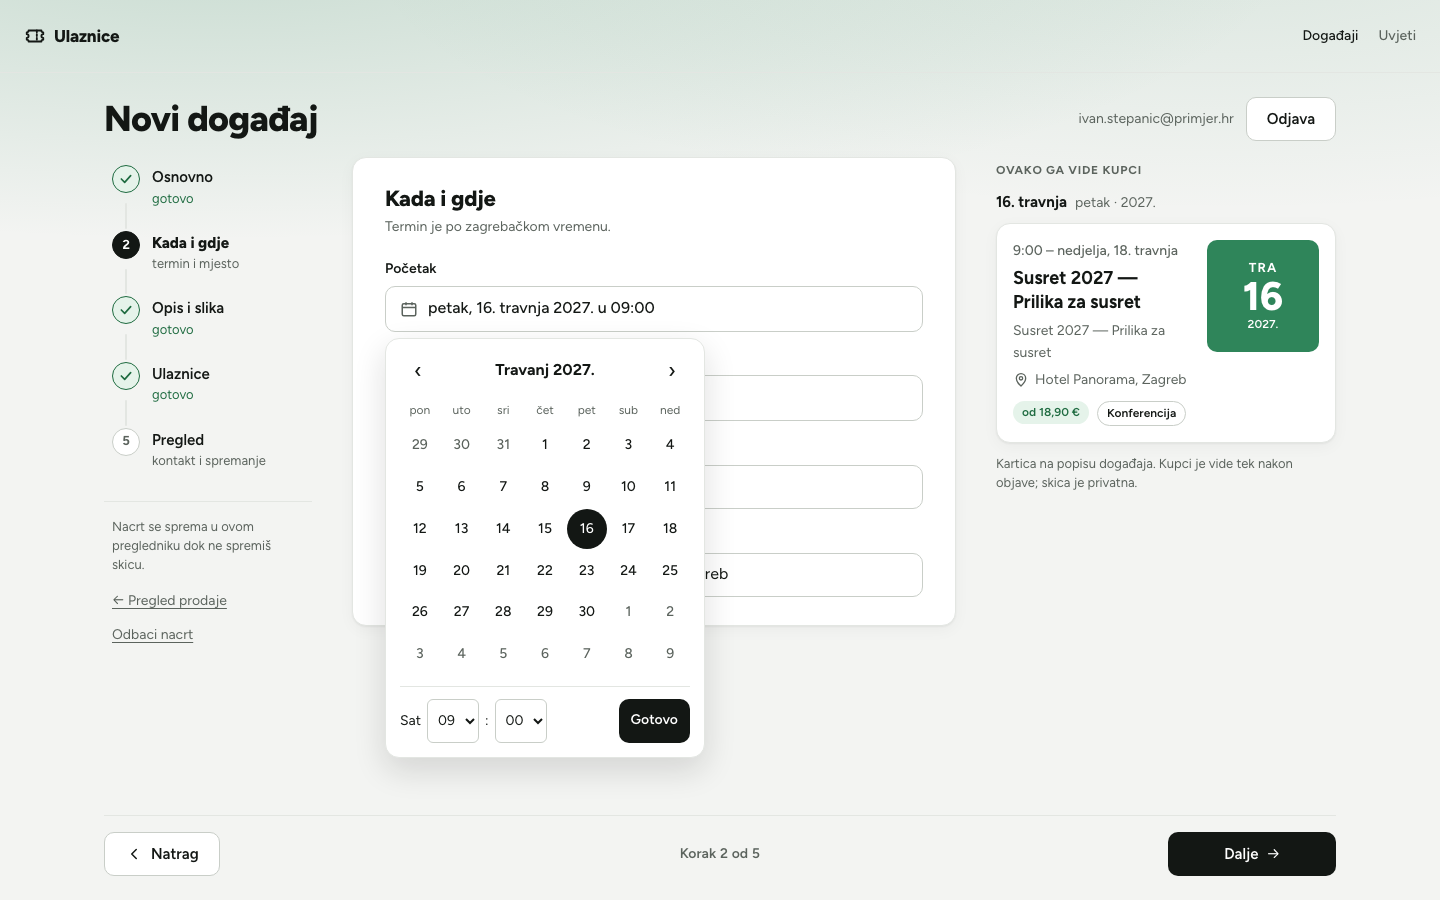 Ulaznice
Događaji
Uvjeti
Novi događaj
ivan.stepanic@primjer.hr
Odjava
Osnovno
gotovo
2
Kada i gdje
termin i mjesto
Opis i slika
gotovo
Ulaznice
gotovo
5
Pregled
kontakt i spremanje
Nacrt se sprema u ovom
pregledniku dok ne spremiš
skicu.
← Pregled prodaje
Odbaci nacrt
Kada i gdje
Termin je po zagrebačkom vremenu.
Početak
petak, 16. travnja 2027. u 09:00
‹ Travanj 2027. ›
pon uto sri čet pet sub ned
29 30 31 1 2 3 4
5 6 7 8 9 10 11
12 13 14 15 16 17 18
19 20 21 22 23 24 25
26 27 28 29 30 1 2
3 4 5 6 7 8 9
Sat 09 : 00 Gotovo
reb
OVAKO GA VIDE KUPCI
16. travnja petak · 2027.
9:00 – nedjelja, 18. travnja
Susret 2027 —
Prilika za susret
Susret 2027 — Prilika za
susret
Hotel Panorama, Zagreb
od 18,90 €
Konferencija
TRA
16
2027.
Kartica na popisu događaja. Kupci je vide tek nakon
objave; skica je privatna.
Natrag
Korak 2 od 5
Dalje →